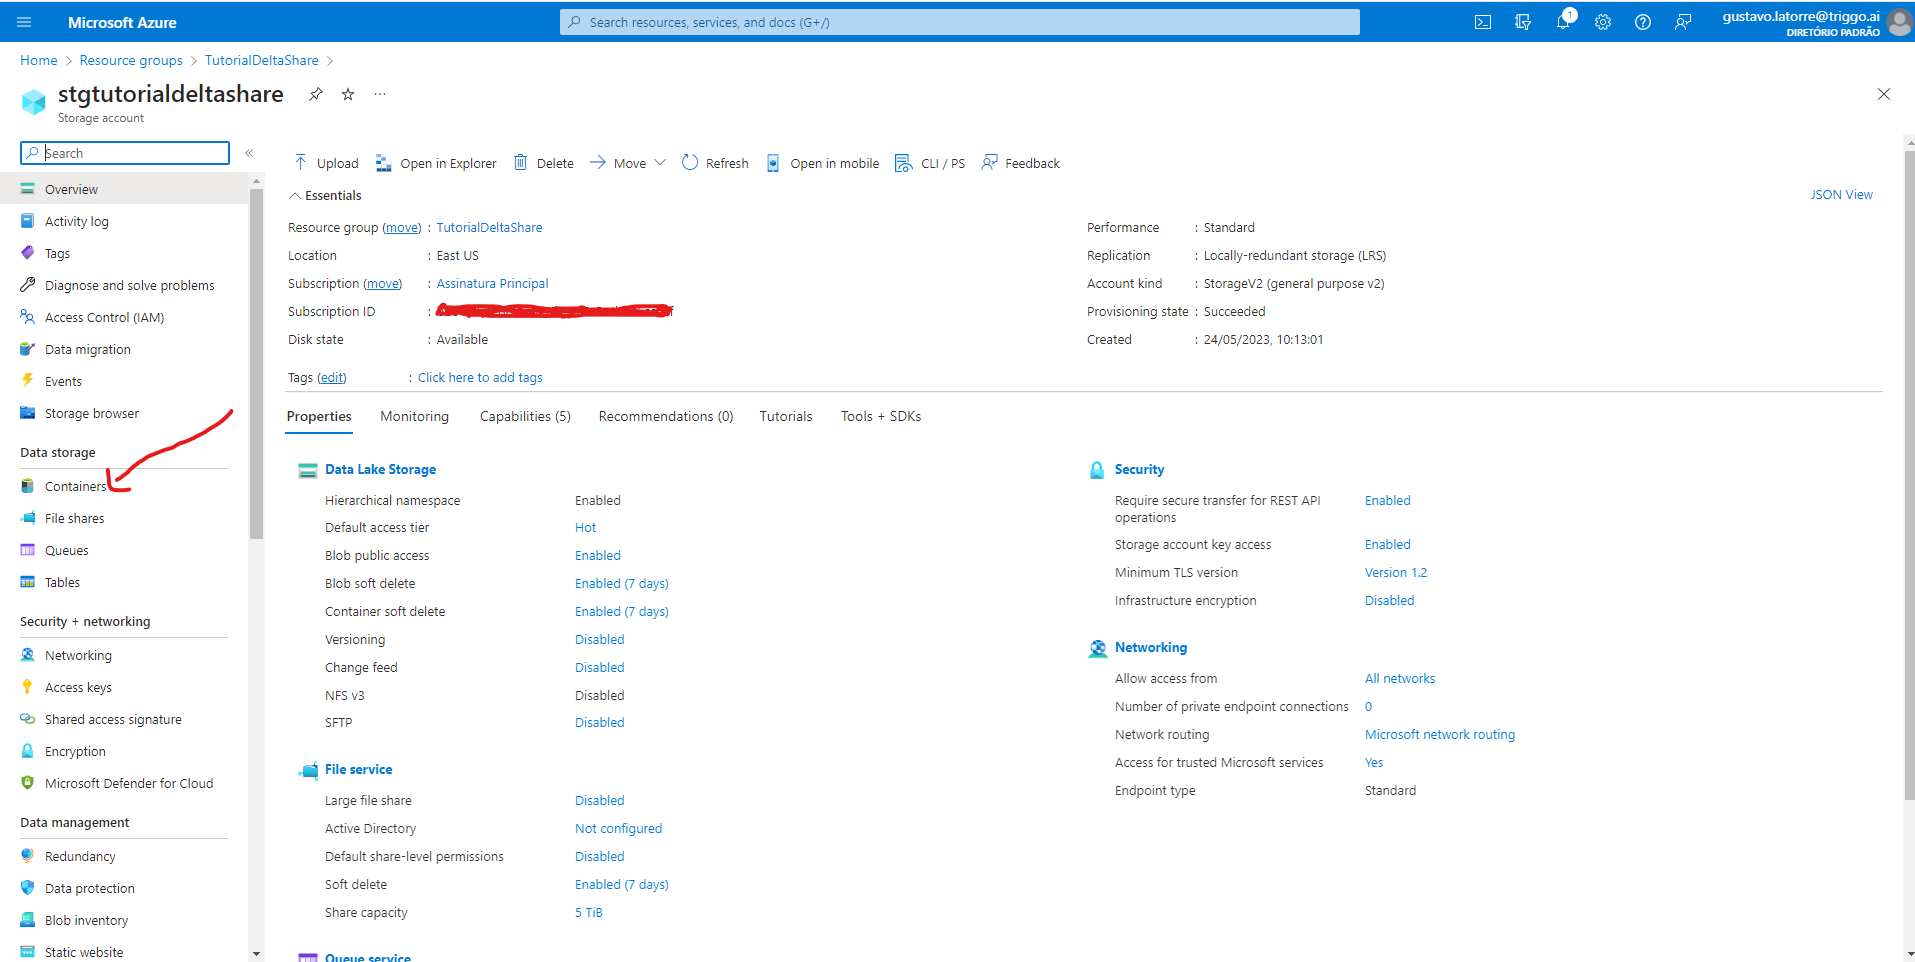 Microsoft Azure
Search resources, services, and docs (G+/)
1
gustavo.latorre@triggo.ai
DIRETÓRIO PADRÃO
Home > Resource groups > TutorialDeltaShare >
stgtutorialdeltashare
Storage account
Search
Overview
Activity log
Tags
Diagnose and solve problems
Access Control (IAM)
Data migration
Events
Storage browser
Data storage
Containers
File shares
Queues
Tables
Security + networking
Networking
Access keys
Shared access signature
Encryption
Microsoft Defender for Cloud
Data management
Redundancy
Data protection
Blob inventory
Static website
Upload Open in Explorer Delete Move Refresh Open in mobile CLI / PS Feedback
Essentials
JSON View
Resource group (move) : TutorialDeltaShare
Location : East US
Subscription (move) : Assinatura Principal
Subscription ID :
Disk state : Available
Performance : Standard
Replication : Locally-redundant storage (LRS)
Account kind : StorageV2 (general purpose v2)
Provisioning state : Succeeded
Created : 24/05/2023, 10:13:01
Tags (edit) : Click here to add tags
Properties Monitoring Capabilities (5) Recommendations (0) Tutorials Tools + SDKs
Data Lake Storage
Hierarchical namespace Enabled
Default access tier Hot
Blob public access Enabled
Blob soft delete Enabled (7 days)
Container soft delete Enabled (7 days)
Versioning Disabled
Change feed Disabled
NFS v3 Disabled
SFTP Disabled
File service
Large file share Disabled
Active Directory Not configured
Default share-level permissions Disabled
Soft delete Enabled (7 days)
Share capacity 5 TiB
Queue service
Security
Require secure transfer for REST API Enabled
operations
Storage account key access Enabled
Minimum TLS version Version 1.2
Infrastructure encryption Disabled
Networking
Allow access from All networks
Number of private endpoint connections 0
Network routing Microsoft network routing
Access for trusted Microsoft services Yes
Endpoint type Standard